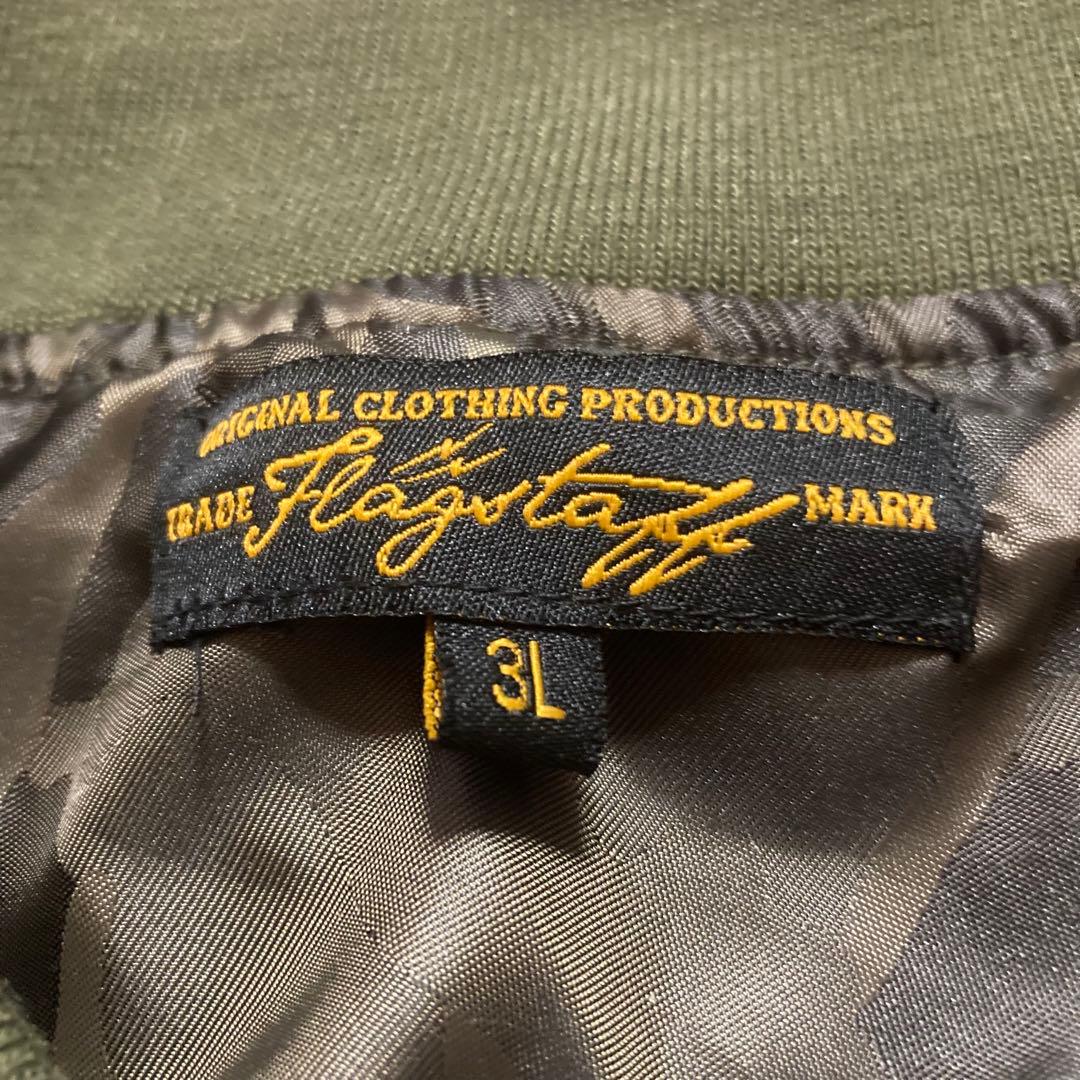 ORIGINAL CLOTHING PRODUCTIONS
TRADE Flagstaff MARK
3L